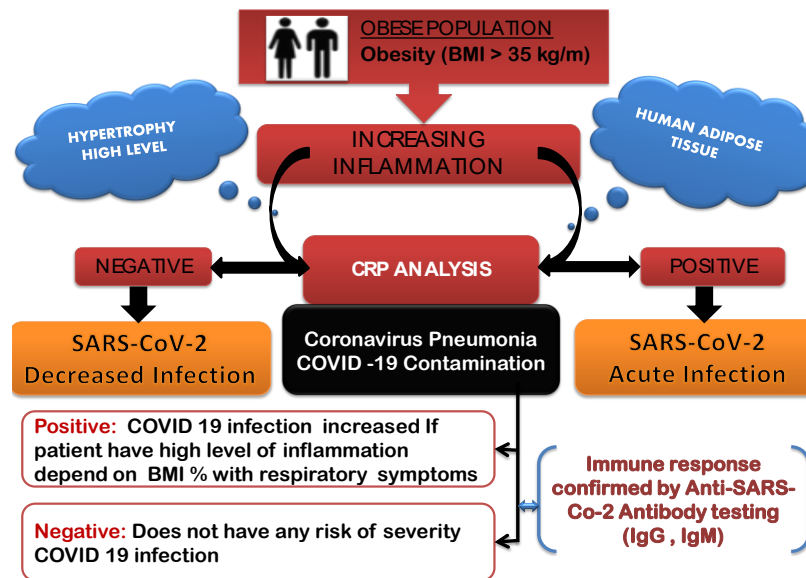 OBESE POPULATION
Obesity (BMI > 35 kg/m)
HYPERTROPHY
HIGH LEVEL
INCREASING
INFLAMMATION
HUMAN ADIPOSE
TISSUE
NEGATIVE
CRP ANALYSIS
POSITIVE
SARS-CoV-2
Decreased Infection
Coronavirus Pneumonia
COVID -19 Contamination
SARS-CoV-2
Acute Infection
Positive: COVID 19 infection increased If
patient have high level of inflammation
depend on BMI % with respiratory symptoms
Negative: Does not have any risk of severity
COVID 19 infection
Immune response
confirmed by Anti-SARS-
Co-2 Antibody testing
(IgG , IgM)